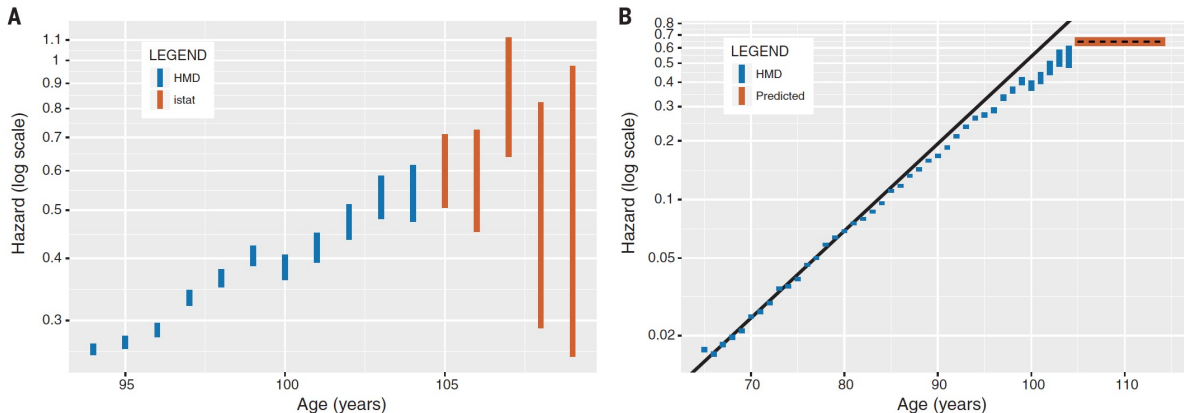 A
Hazard (log scale)
1.1
1
0.9
0.8
0.7
0.6
0.5
0.4
0.3
LEGEND
HMD
istat
95
100
105
Age (years)
B
Hazard (log scale)
0.8
0.7
0.6
0.5
0.4
0.3
0.2
0.1
0.05
0.02
LEGEND
HMD
Predicted
70
80
90
100
110
Age (years)